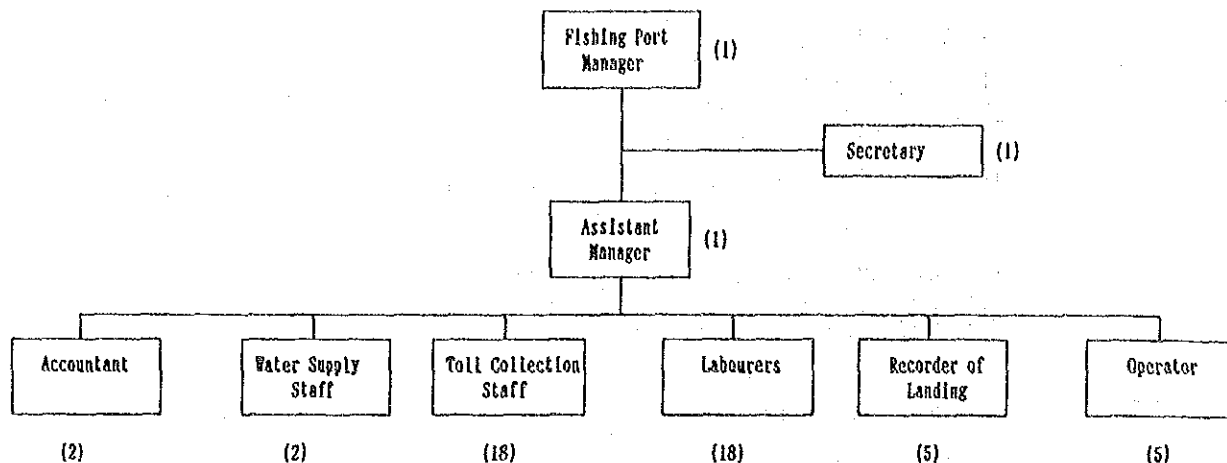 Fishing Port
Manager
(1)
Secretary
(1)
Assistant
Manager
(1)
Accountant
Water Supply
Staff
Toll Collection
Staff
Labourers
Recorder of
Landing
Operator
(2)
(2)
(18)
(18)
(5)
(5)